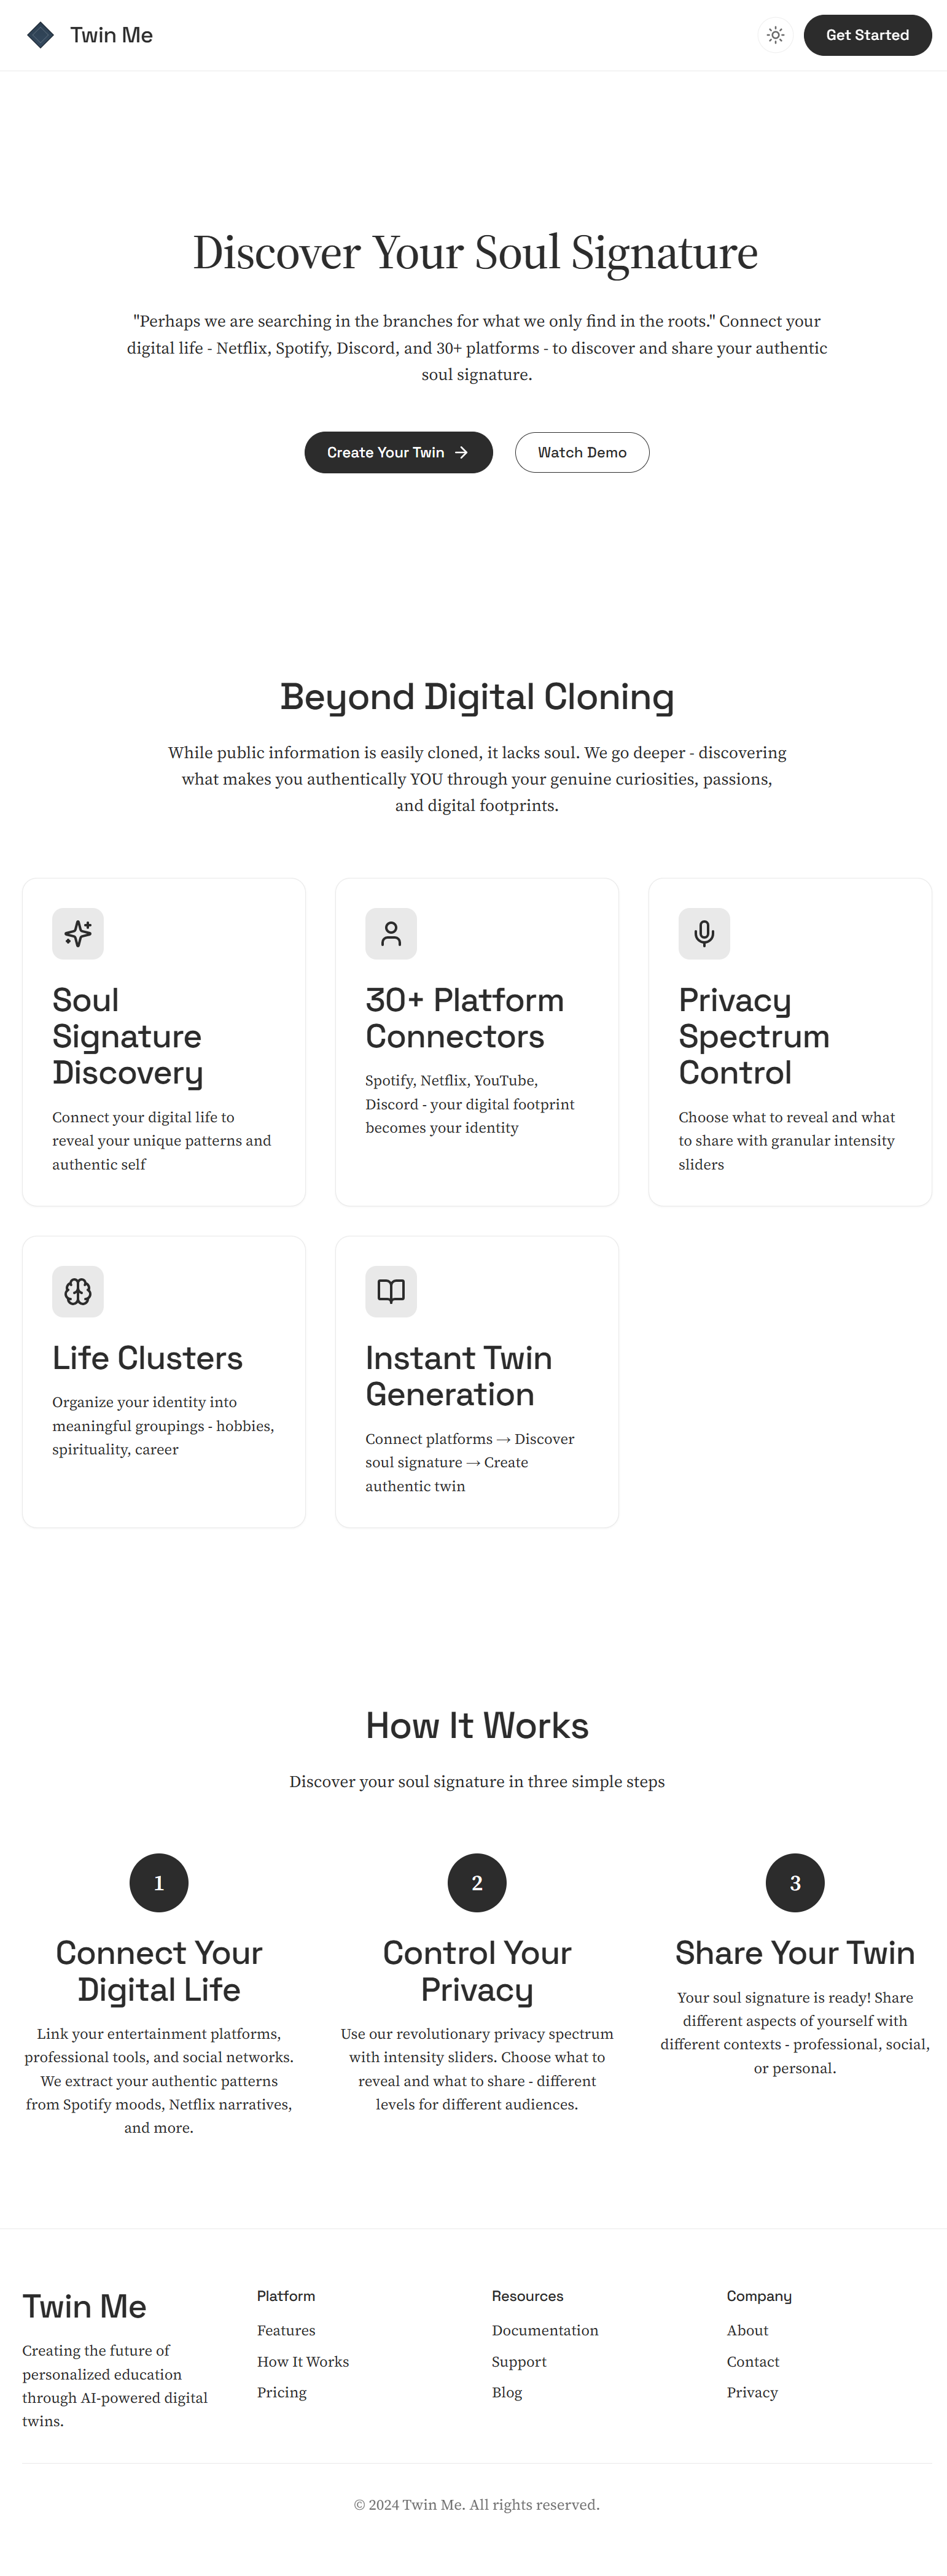 Twin Me
Get Started
Discover Your Soul Signature
"Perhaps we are searching in the branches for what we only find in the roots." Connect your
digital life - Netflix, Spotify, Discord, and 30+ platforms - to discover and share your authentic
soul signature.
Create Your Twin →
Watch Demo
Beyond Digital Cloning
While public information is easily cloned, it lacks soul. We go deeper - discovering
what makes you authentically YOU through your genuine curiosities, passions,
and digital footprints.
Soul
Signature
Discovery
Connect your digital life to
reveal your unique patterns and
authentic self
30+ Platform
Connectors
Spotify, Netflix, YouTube,
Discord - your digital footprint
becomes your identity
Privacy
Spectrum
Control
Choose what to reveal and what
to share with granular intensity
sliders
Life Clusters
Organize your identity into
meaningful groupings - hobbies,
spirituality, career
Instant Twin
Generation
Connect platforms → Discover
soul signature → Create
authentic twin
How It Works
Discover your soul signature in three simple steps
1
Connect Your
Digital Life
Link your entertainment platforms,
professional tools, and social networks.
We extract your authentic patterns
from Spotify moods, Netflix narratives,
and more.
2
Control Your
Privacy
Use our revolutionary privacy spectrum
with intensity sliders. Choose what to
reveal and what to share - different
levels for different audiences.
3
Share Your Twin
Your soul signature is ready! Share
different aspects of yourself with
different contexts - professional, social,
or personal.
Twin Me
Creating the future of
personalized education
through AI-powered digital
twins.
Platform
Features
How It Works
Pricing
Resources
Documentation
Support
Blog
Company
About
Contact
Privacy
© 2024 Twin Me. All rights reserved.